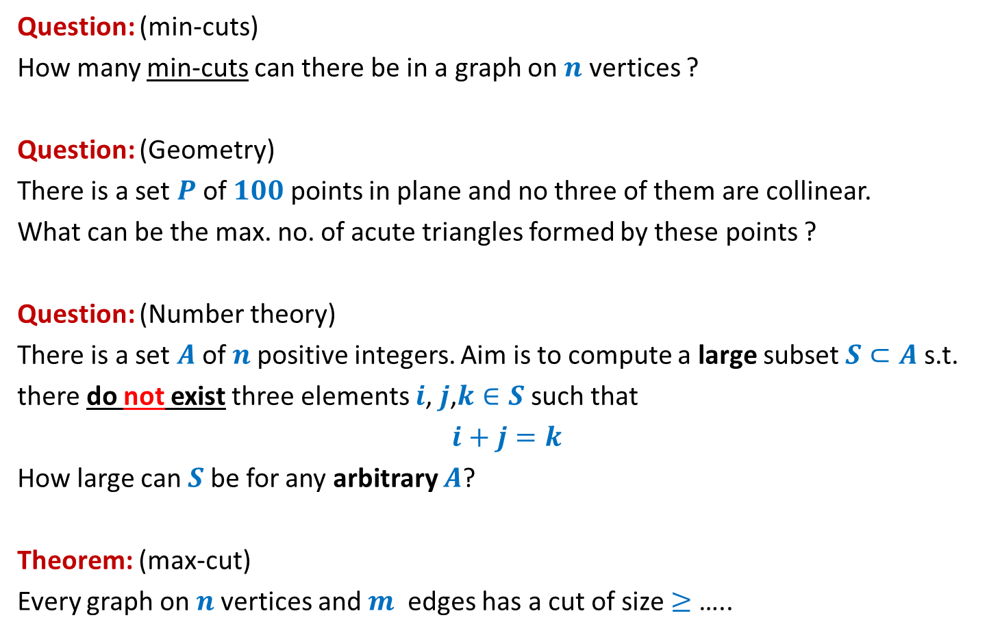 Question: (min-cuts)
How many min-cuts can there be in a graph on n vertices ?
Question: (Geometry)
There is a set P of 100 points in plane and no three of them are collinear.
What can be the max. no. of acute triangles formed by these points ?
Question: (Number theory)
There is a set A of n positive integers. Aim is to compute a large subset S ⊂ A s.t.
there do not exist three elements i, j,k ∈ S such that
i + j = k
How large can S be for any arbitrary A?
Theorem: (max-cut)
Every graph on n vertices and m edges has a cut of size ≥ .....